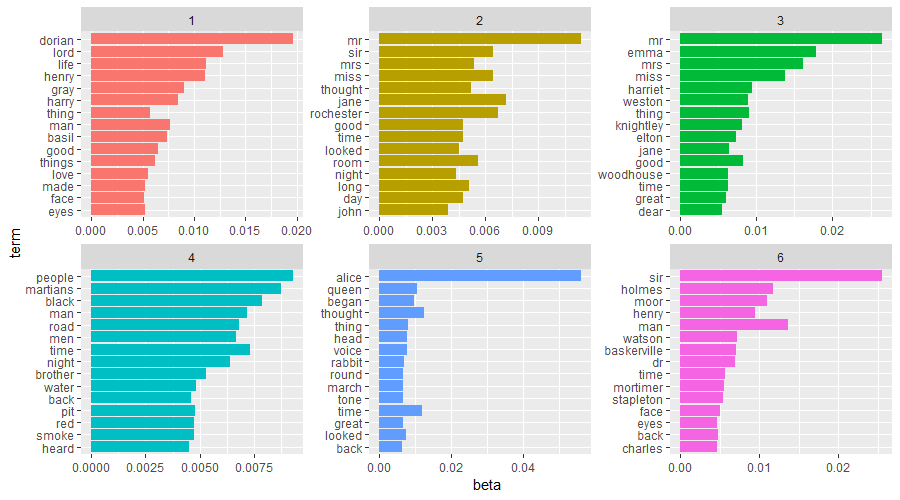 1
dorian
lord
life
henry
gray
harry
thing
man
basil
good
things
love
made
face
eyes
0.000 0.005 0.010 0.015 0.020
2
mr
sir
mrs
miss
thought
jane
rochester
good
time
looked
room
night
long
day
john
0.000 0.003 0.006 0.009
3
mr
emma
mrs
miss
harriet
weston
thing
knightley
elton
jane
good
woodhouse
time
great
dear
0.00 0.01 0.02
term
4
people
martians
black
man
road
men
time
night
brother
water
back
pit
red
smoke
heard
0.0000 0.0025 0.0050 0.0075
5
alice
queen
began
thought
thing
head
voice
rabbit
round
march
tone
time
great
looked
back
0.00 0.02 0.04
6
sir
holmes
moor
henry
man
watson
baskerville
dr
time
mortimer
stapleton
face
eyes
back
charles
0.00 0.01 0.02
beta